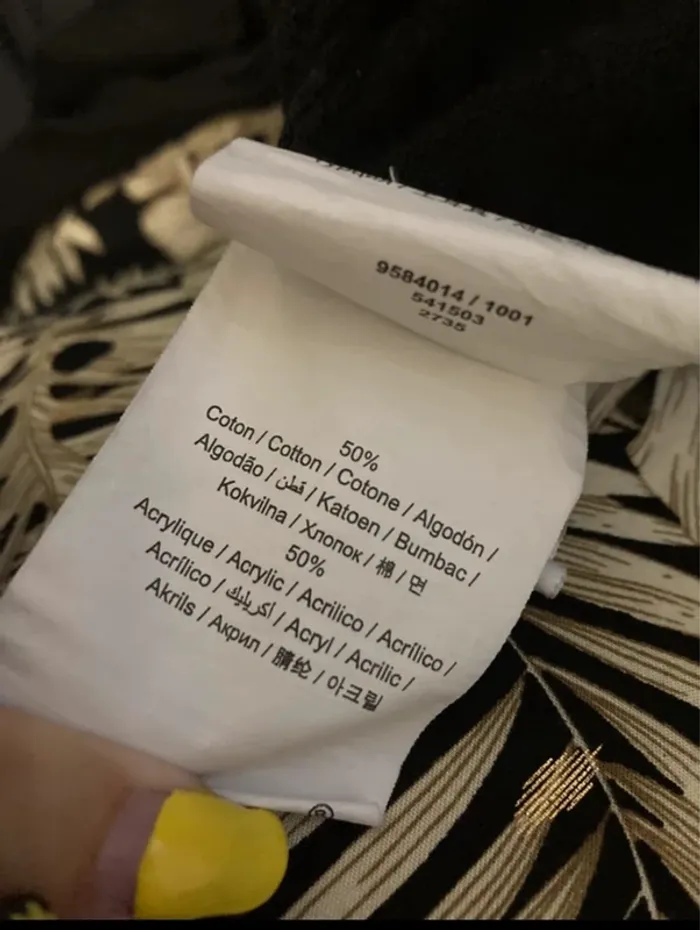 9584014 / 1001
541503
2735
50%
Coton / Cotton / Cotone / Algodón /
Algodão / قطن / Katoen / Bumbac /
Kokvilna / Хлопок / 棉 / 면
50%
Acrylique / Acrylic / Acrilico / Acrílico /
Acrílico / أكريليك / Acryl / Acrilic /
Akrils / Акрил / 腈纶 / 아크릴